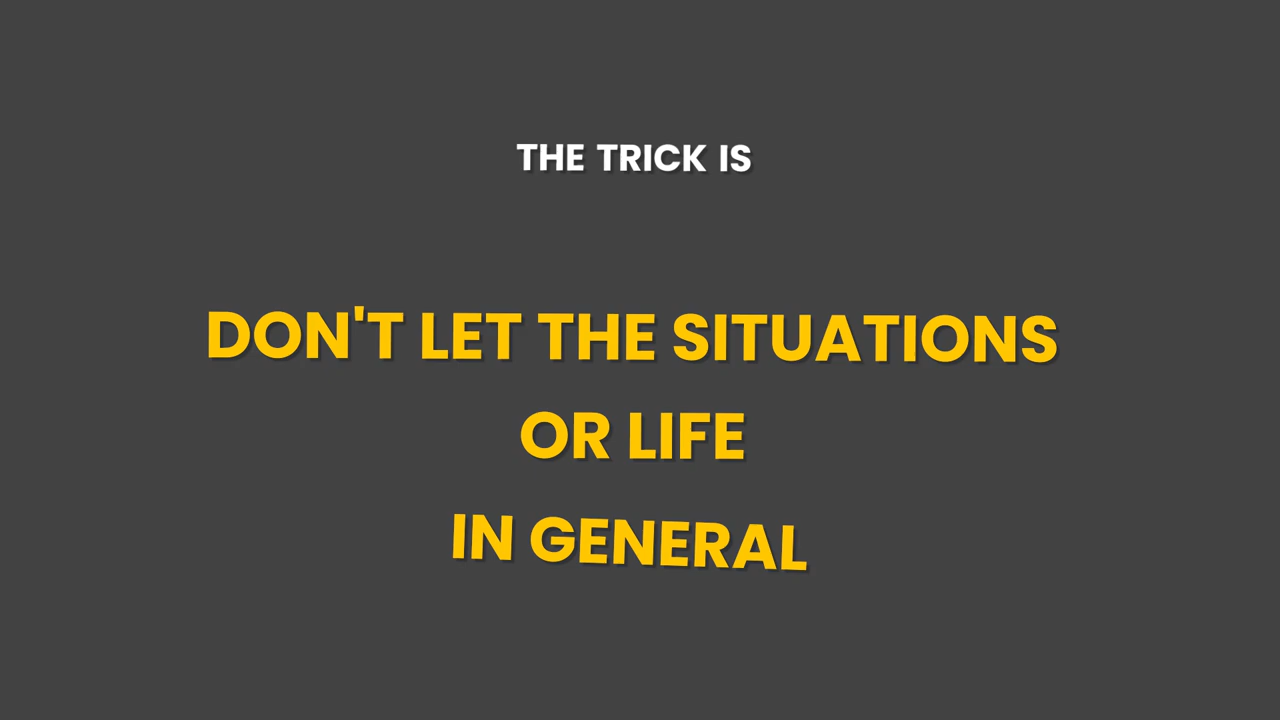 THE TRICK IS
DON'T LET THE SITUATIONS
OR LIFE
IN GENERAL